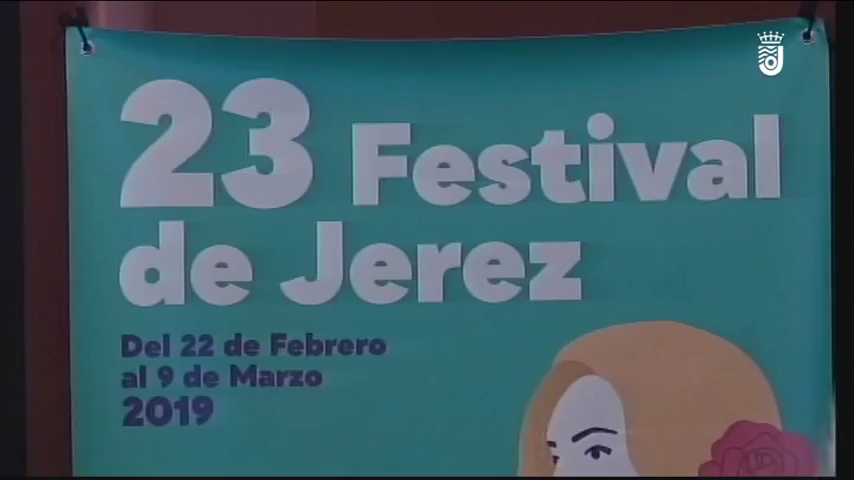 23 Festival
de Jerez
Del 22 de Febrero
al 9 de Marzo
2019